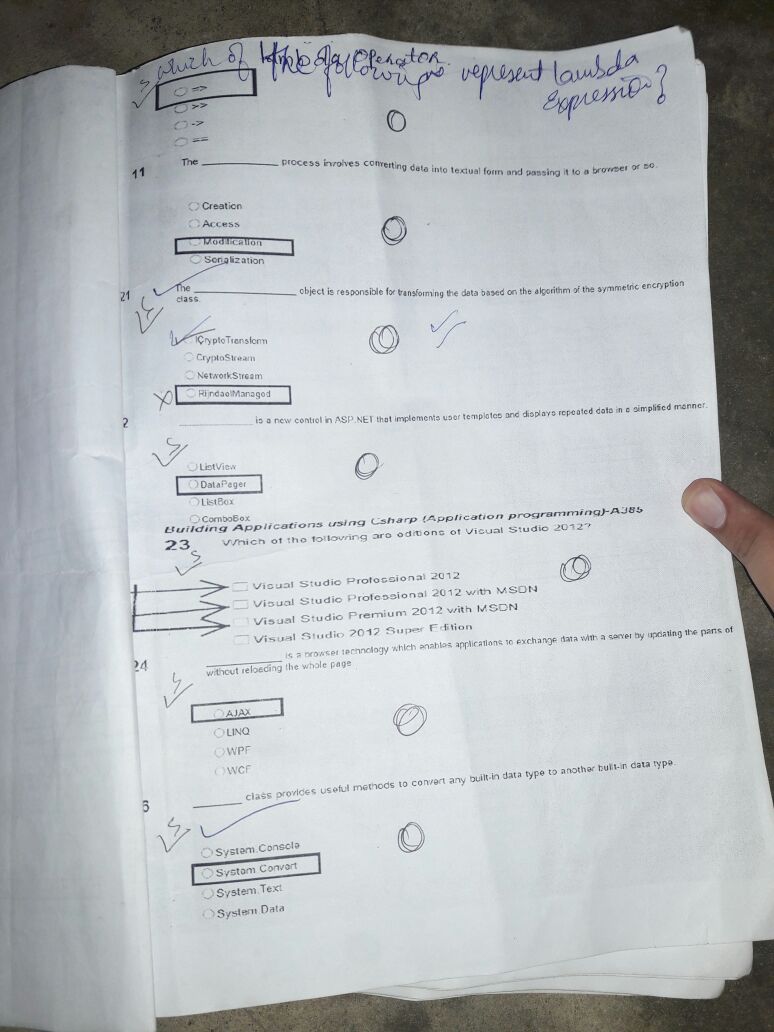 which of the following represent lambda
Operator.
Expression?
=>
>>
->
==
11 The ____________ process involves converting data into textual form and passing it to a browser or so.
Creation
Access
Modification
Serialization
21 The ____________ object is responsible for transforming the data based on the algorithm of the symmetric encryption
class.
ICryptoTransform
CryptoStream
NetworkStream
RijndaelManaged
2 ____________ is a new control in ASP.NET that implements user templates and displays repeated data in a simplified manner.
ListView
DataPager
ListBox
ComboBox
Building Applications using Csharp (Application programming)-A385
23 Which of the following are editions of Visual Studio 2012?
Visual Studio Professional 2012
Visual Studio Professional 2012 with MSDN
Visual Studio Premium 2012 with MSDN
Visual Studio 2012 Super Edition
24 ____________ is a browser technology which enables applications to exchange data with a server by updating the parts of
without reloading the whole page
AJAX
LINQ
WPF
WCF
6 ________ class provides useful methods to convert any built-in data type to another built-in data type.
System.Console
System.Convert
System.Text
System.Data